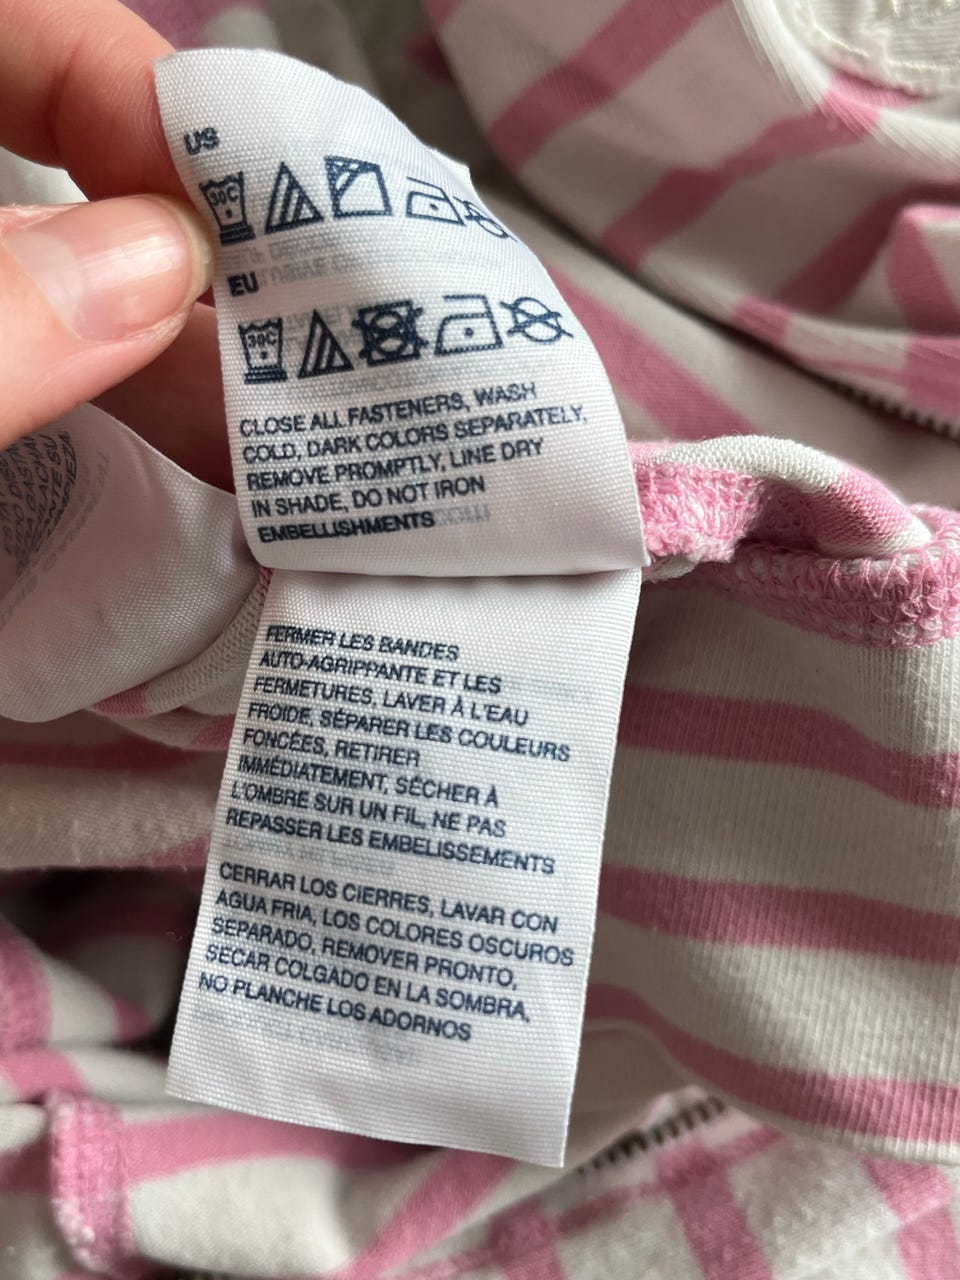 US
30C
EU
30C
CLOSE ALL FASTENERS, WASH
COLD, DARK COLORS SEPARATELY,
REMOVE PROMPTLY, LINE DRY
IN SHADE, DO NOT IRON
EMBELLISHMENTS
FERMER LES BANDES
AUTO-AGRIPPANTE ET LES
FERMETURES, LAVER À L'EAU
FROIDE, SÉPARER LES COULEURS
FONCÉES, RETIRER
IMMÉDIATEMENT, SÉCHER À
L'OMBRE SUR UN FIL, NE PAS
REPASSER LES EMBELISSEMENTS
CERRAR LOS CIERRES, LAVAR CON
AGUA FRIA, LOS COLORES OSCUROS
SEPARADO, REMOVER PRONTO,
SECAR COLGADO EN LA SOMBRA,
NO PLANCHE LOS ADORNOS